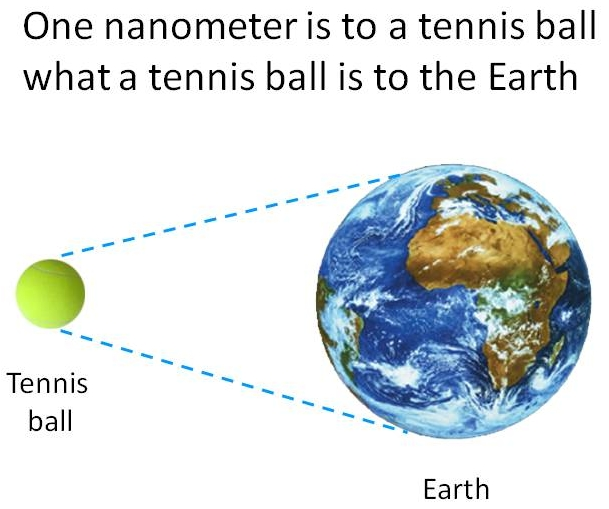 One nanometer is to a tennis ball
what a tennis ball is to the Earth
Tennis
ball
Earth